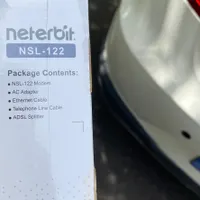 neterbit
NSL-122
Package Contents:
• NSL-122 Modem
• AC Adapter
• Ethernet Cable
• Telephone Line Cable
• ADSL Splitter